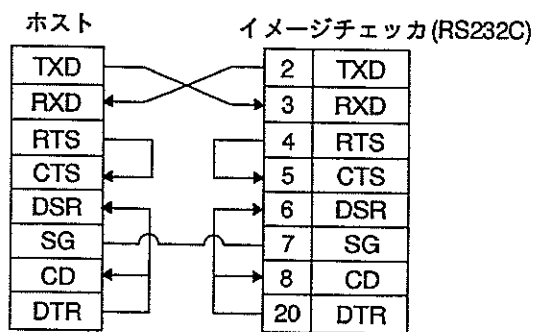 ホスト イメージチェッカ(RS232C)
TXD 2 TXD
RXD 3 RXD
RTS 4 RTS
CTS 5 CTS
DSR 6 DSR
SG 7 SG
CD 8 CD
DTR 20 DTR